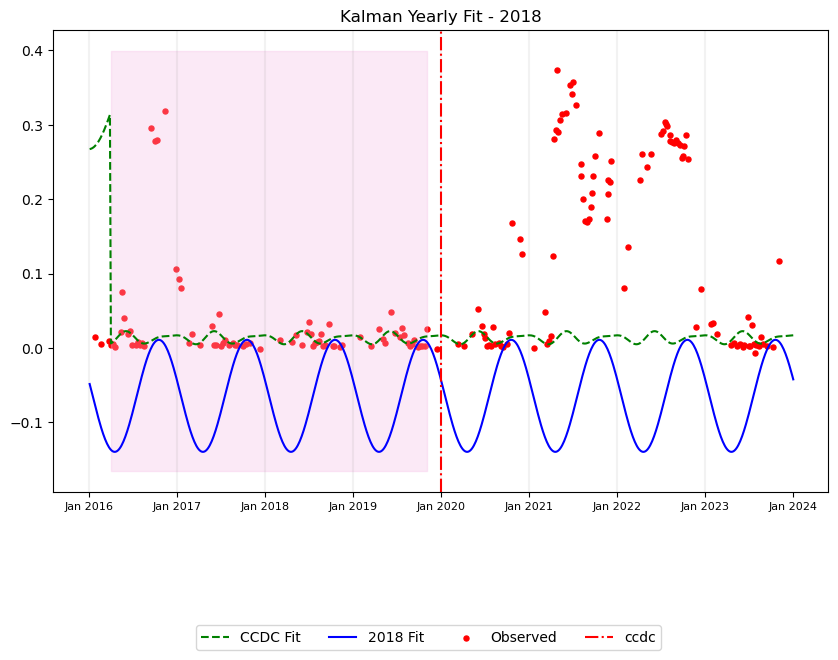 Kalman Yearly Fit - 2018
0.4
0.3
0.2
0.1
0.0
−0.1
Jan 2016 Jan 2017 Jan 2018 Jan 2019 Jan 2020 Jan 2021 Jan 2022 Jan 2023 Jan 2024
CCDC Fit 2018 Fit Observed ccdc